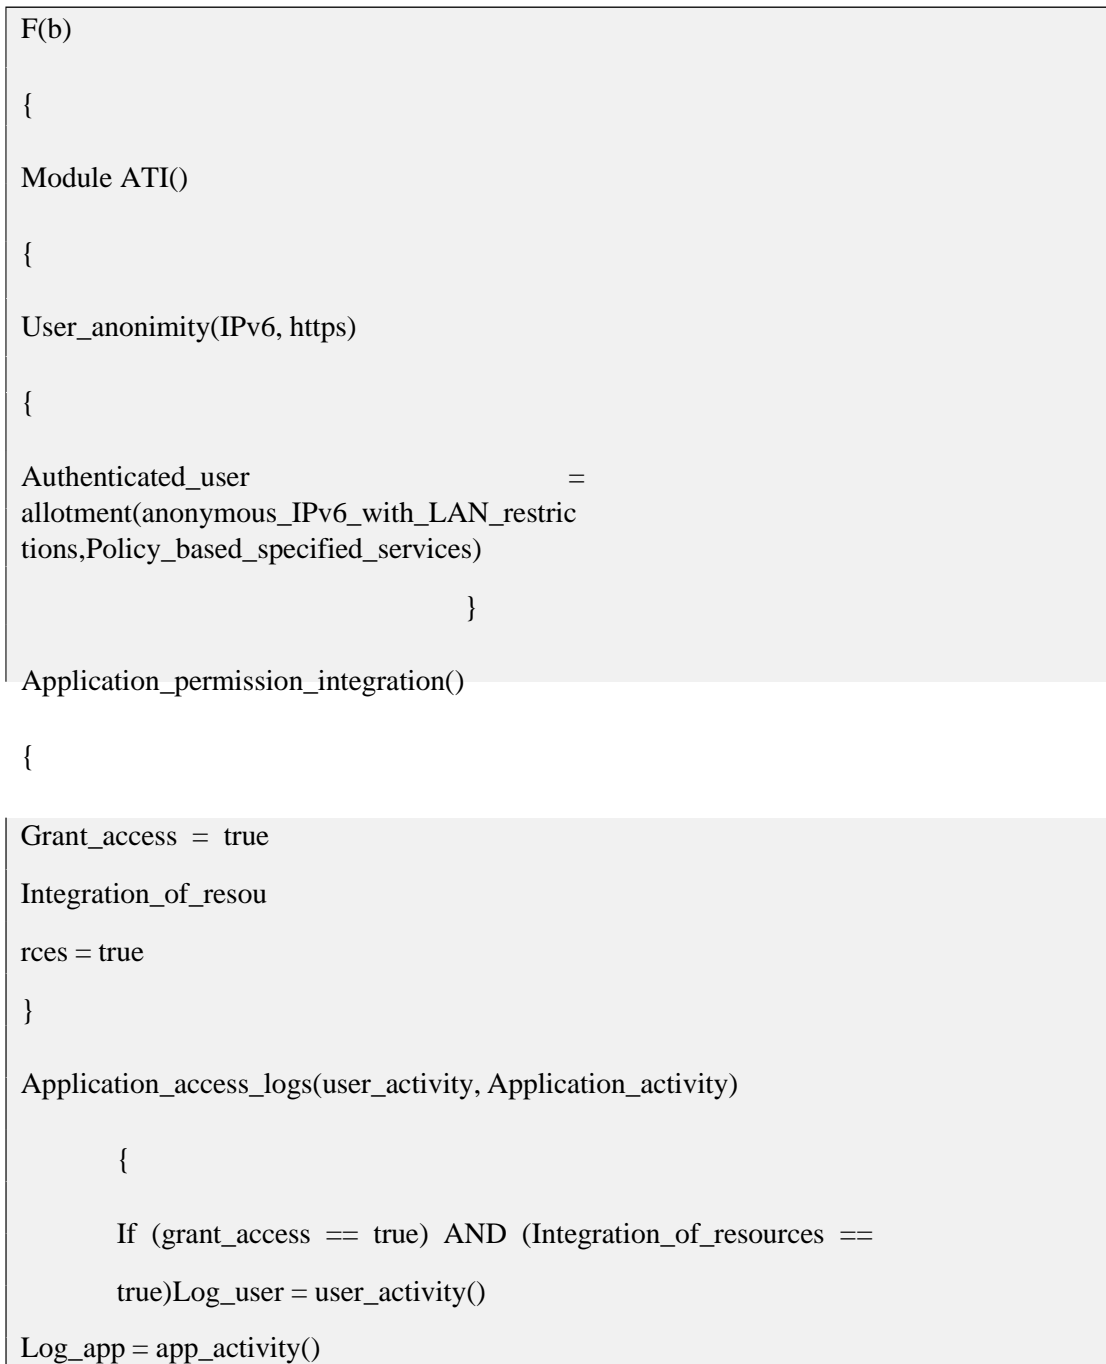 F(b)
{
Module ATI()
{
User_anonimity(IPv6, https)
{
Authenticated_user =
allotment(anonymous_IPv6_with_LAN_restric
tions,Policy_based_specified_services)
}
Application_permission_integration()
{
Grant_access = true
Integration_of_resou
rces = true
}
Application_access_logs(user_activity, Application_activity)
{
If (grant_access == true) AND (Integration_of_resources ==
true)Log_user = user_activity()
Log_app = app_activity()